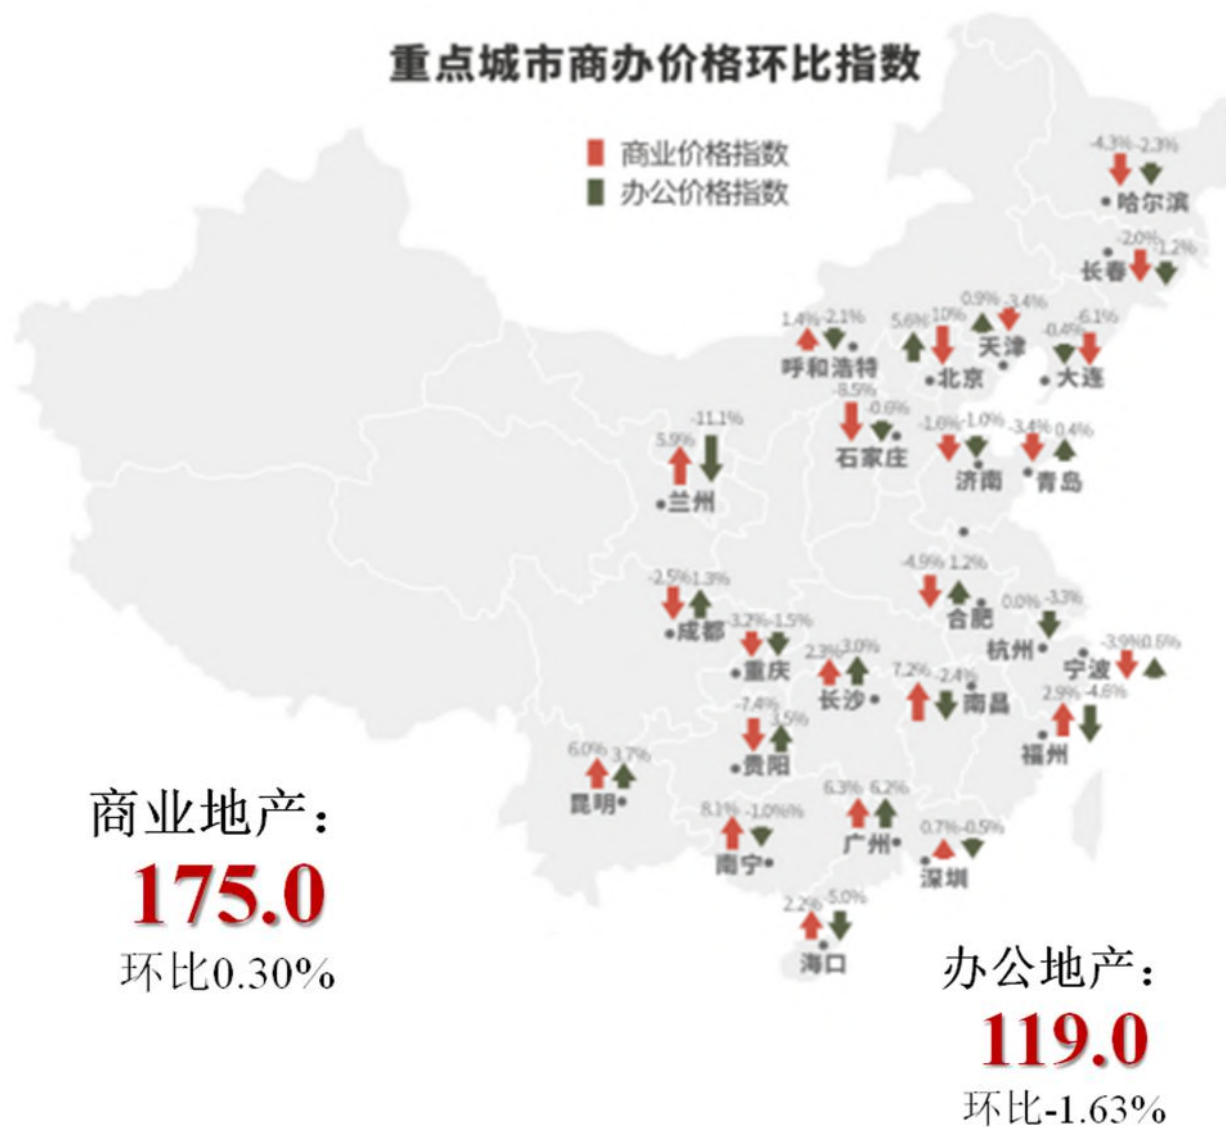 重点城市商办价格环比指数
商业价格指数
办公价格指数
-4.3% -2.3%
哈尔滨
-2.0% -1.2%
长春
0.9% -3.4%
天津
1.4% -2.1%
呼和浩特
5.6% -10%
北京
-0.4% -6.1%
大连
-8.5% -0.6%
石家庄
-1.6% -1.0%
济南
-3.4% 0.4%
青岛
5.9% -11.1%
兰州
-4.9% 1.2%
合肥
-2.5% 1.3%
成都
0.0% -3.3%
杭州
-3.2% -1.5%
重庆
2.3% 3.0%
长沙
7.2% -2.4%
南昌
-3.9% 0.6%
宁波
2.9% -4.6%
福州
-7.4% 3.5%
贵阳
6.0% 3.7%
昆明
8.1% -1.0%%
南宁
6.3% 6.2%
广州
0.7% -0.5%
深圳
2.2% -5.0%
海口
商业地产：
175.0
环比0.30%
办公地产：
119.0
环比-1.63%